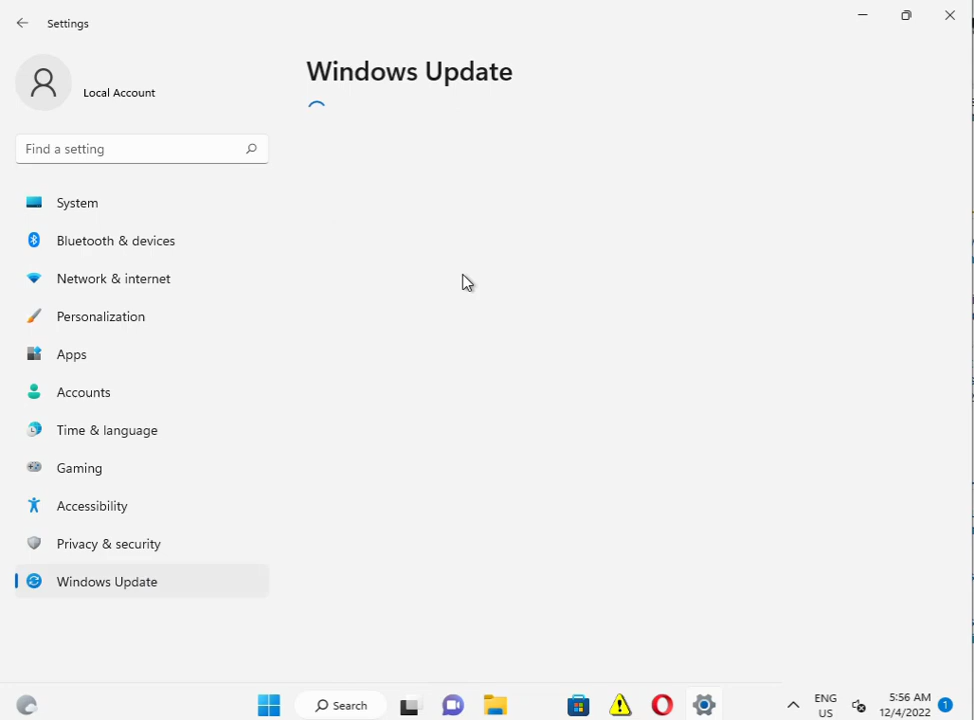 Settings
Local Account
Windows Update
Find a setting
System
Bluetooth & devices
Network & internet
Personalization
Apps
Accounts
Time & language
Gaming
Accessibility
Privacy & security
Windows Update
Search
ENG
US
5:56 AM
12/4/2022
1